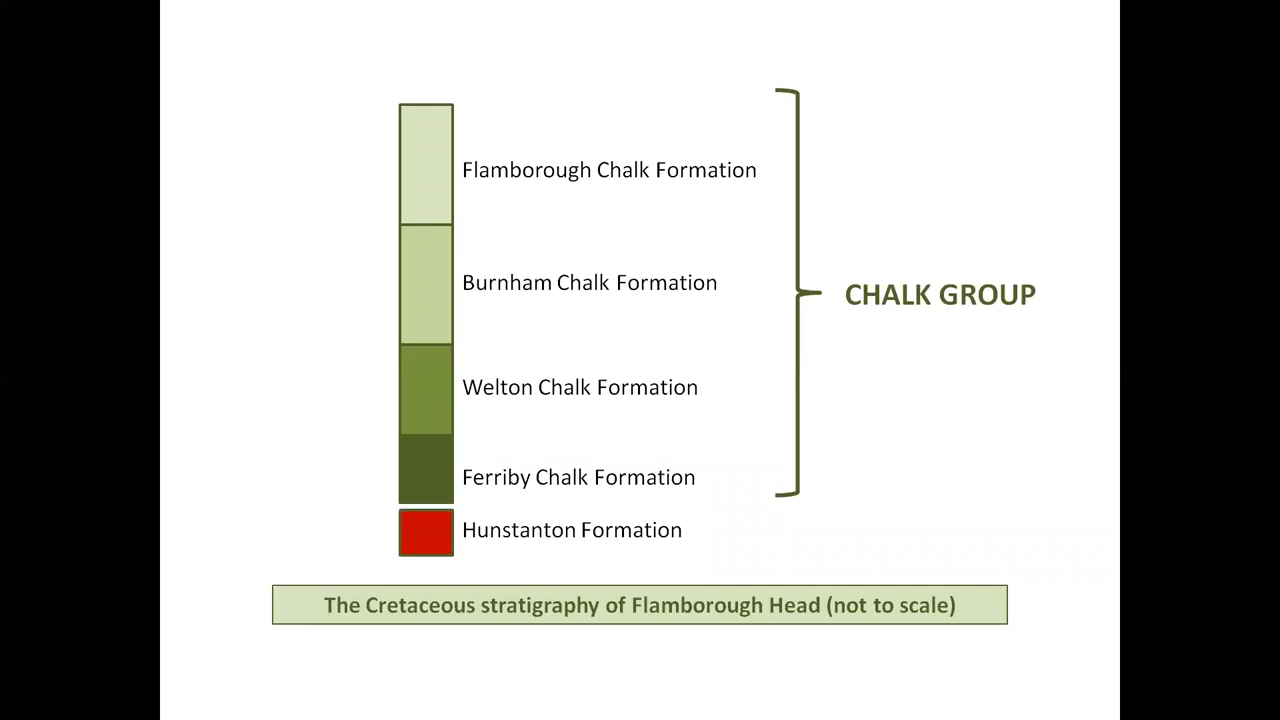 Flamborough Chalk Formation
Burnham Chalk Formation
CHALK GROUP
Welton Chalk Formation
Ferriby Chalk Formation
Hunstanton Formation
The Cretaceous stratigraphy of Flamborough Head (not to scale)